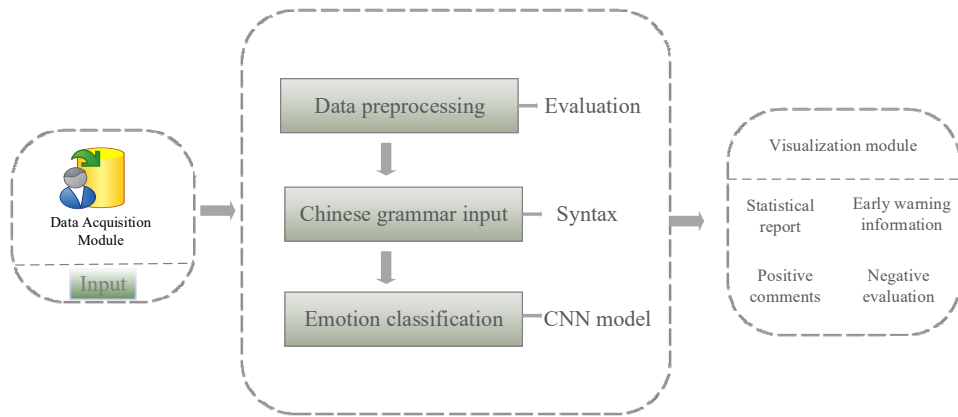 Data Acquisition
Module
Input
Data preprocessing
Evaluation
Chinese grammar input
Syntax
Emotion classification
CNN model
Visualization module
Statistical
report
Early warning
information
Positive
comments
Negative
evaluation